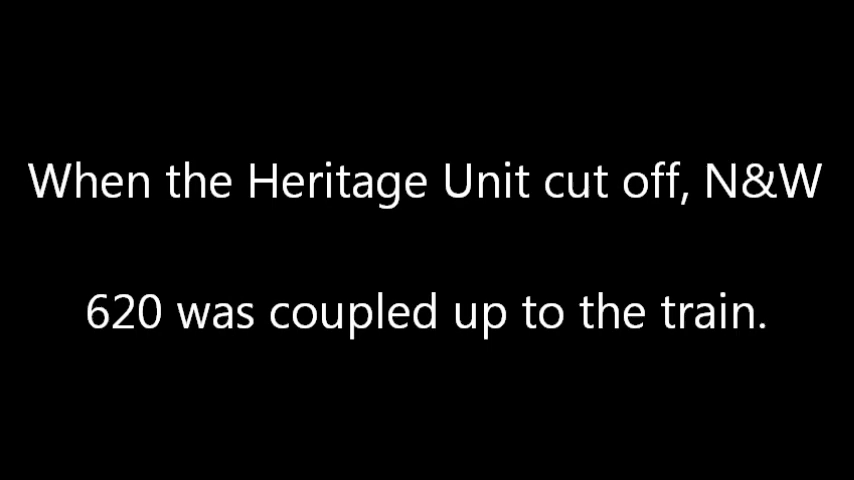 When the Heritage Unit cut off, N&W
620 was coupled up to the train.